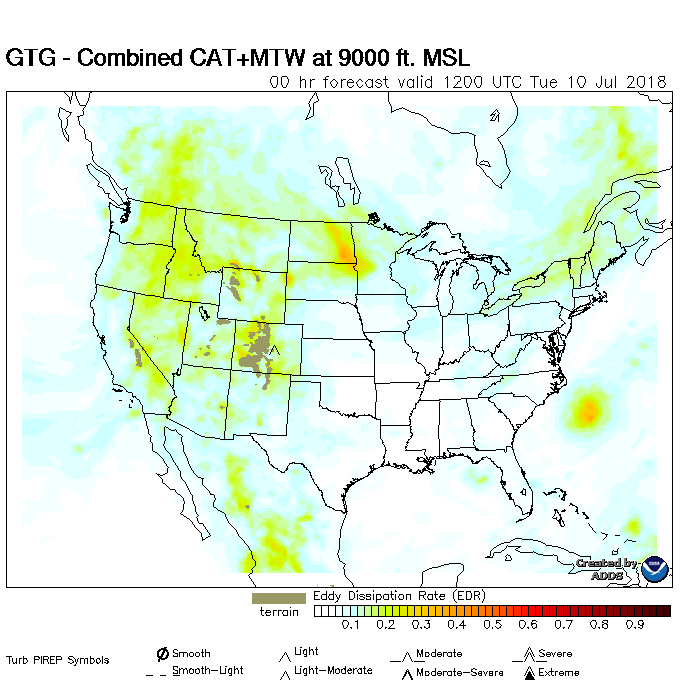 GTG - Combined CAT+MTW at 9000 ft. MSL
00 hr forecast valid 1200 UTC Tue 10 Jul 2018
Created by
ADDS
NOAA
terrain
Eddy Dissipation Rate (EDR)
0.1 0.2 0.3 0.4 0.5 0.6 0.7 0.8 0.9
Turb PIREP Symbols
Smooth
Light
Moderate
Severe
Smooth-Light
Light-Moderate
Moderate-Severe
Extreme